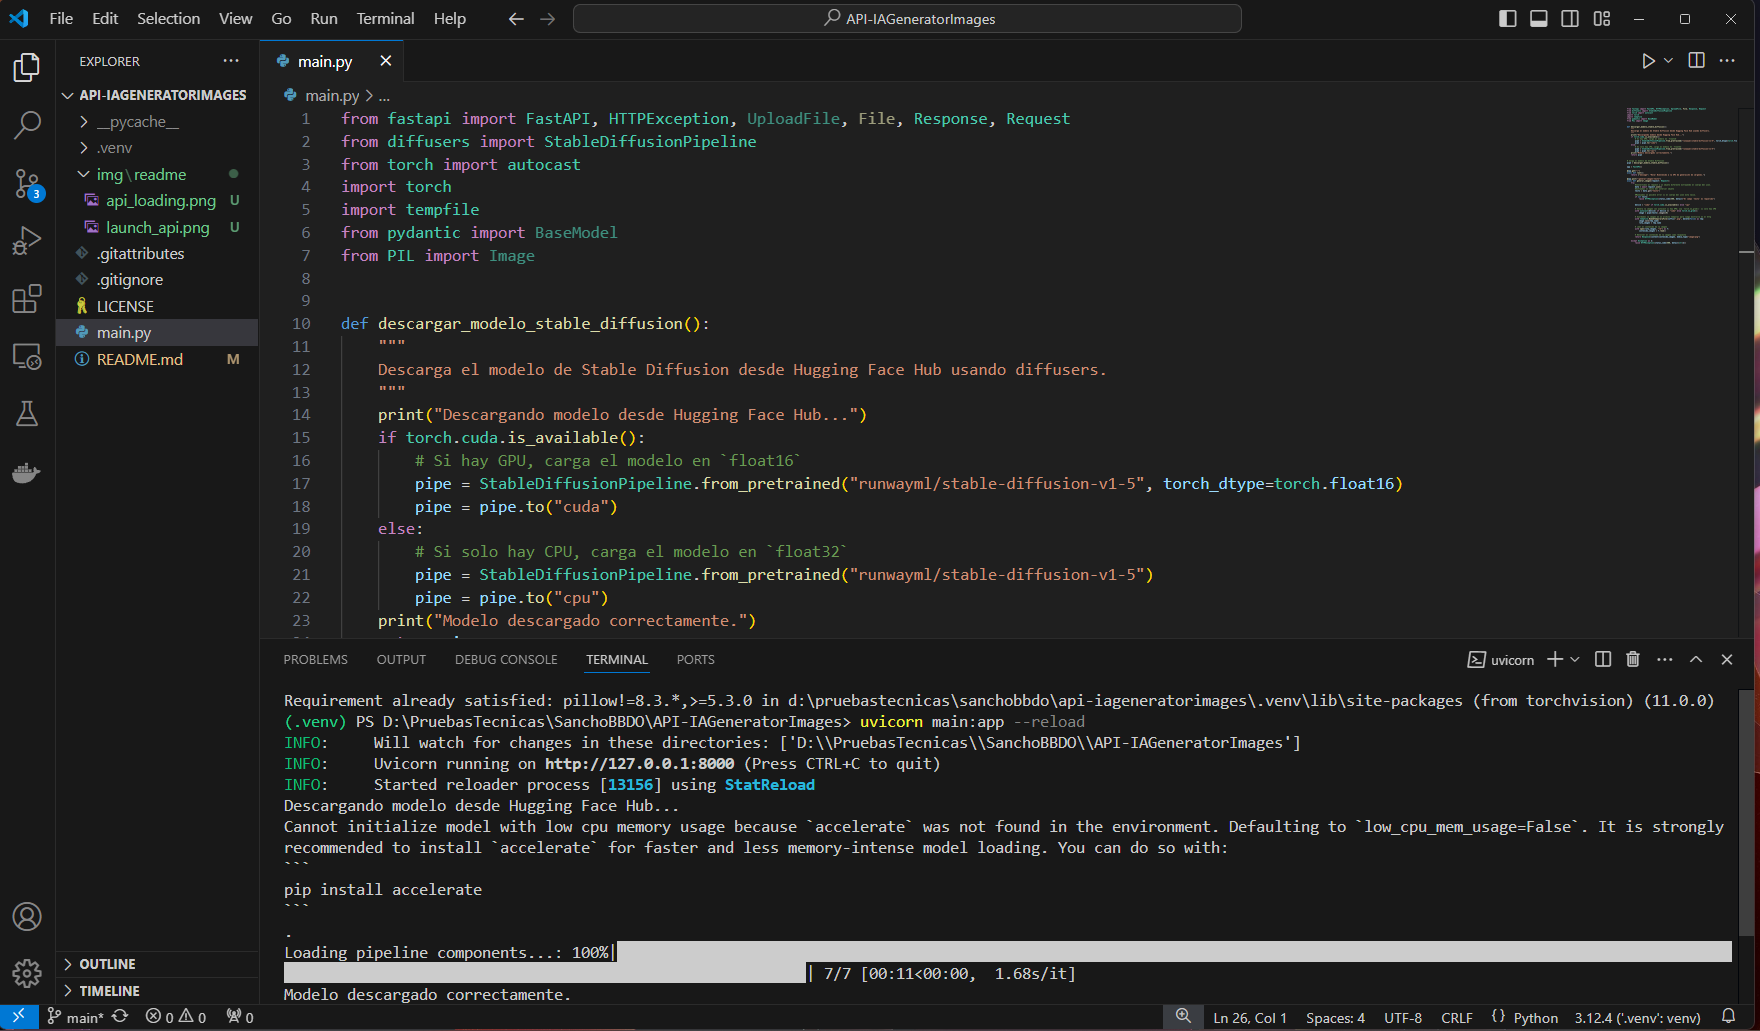 File Edit Selection View Go Run Terminal Help API-IAGeneratorImages
EXPLORER
API-IAGENERATORIMAGES
__pycache__
.venv
img\readme
api_loading.png U
launch_api.png U
.gitattributes
.gitignore
LICENSE
main.py
README.md M
OUTLINE
TIMELINE
3
main.py
main.py > ...
1 from fastapi import FastAPI, HTTPException, UploadFile, File, Response, Request
2 from diffusers import StableDiffusionPipeline
3 from torch import autocast
4 import torch
5 import tempfile
6 from pydantic import BaseModel
7 from PIL import Image
8
9
10 def descargar_modelo_stable_diffusion():
11 """
12 Descarga el modelo de Stable Diffusion desde Hugging Face Hub usando diffusers.
13 """
14 print("Descargando modelo desde Hugging Face Hub...")
15 if torch.cuda.is_available():
16 # Si hay GPU, carga el modelo en `float16`
17 pipe = StableDiffusionPipeline.from_pretrained("runwayml/stable-diffusion-v1-5", torch_dtype=torch.float16)
18 pipe = pipe.to("cuda")
19 else:
20 # Si solo hay CPU, carga el modelo en `float32`
21 pipe = StableDiffusionPipeline.from_pretrained("runwayml/stable-diffusion-v1-5")
22 pipe = pipe.to("cpu")
23 print("Modelo descargado correctamente.")
PROBLEMS OUTPUT DEBUG CONSOLE TERMINAL PORTS uvicorn
Requirement already satisfied: pillow!=8.3.*,>=5.3.0 in d:\pruebastecnicas\sanchobbdo\api-iageneratorimages\.venv\lib\site-packages (from torchvision) (11.0.0)
(.venv) PS D:\PruebasTecnicas\SanchoBBDO\API-IAGeneratorImages> uvicorn main:app --reload
INFO: Will watch for changes in these directories: ['D:\\PruebasTecnicas\\SanchoBBDO\\API-IAGeneratorImages']
INFO: Uvicorn running on http://127.0.0.1:8000 (Press CTRL+C to quit)
INFO: Started reloader process [13156] using StatReload
Descargando modelo desde Hugging Face Hub...
Cannot initialize model with low cpu memory usage because `accelerate` was not found in the environment. Defaulting to `low_cpu_mem_usage=False`. It is strongly
recommended to install `accelerate` for faster and less memory-intense model loading. You can do so with:
```
pip install accelerate
```
.
Loading pipeline components...: 100%|
| 7/7 [00:11<00:00, 1.68s/it]
Modelo descargado correctamente.
main* 0 0 0 Ln 26, Col 1 Spaces: 4 UTF-8 CRLF {} Python 3.12.4 ('.venv': venv)